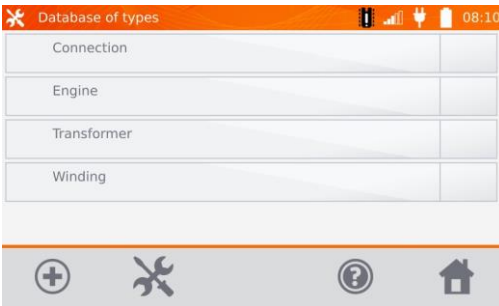 Database of types
08:10
Connection
Engine
Transformer
Winding